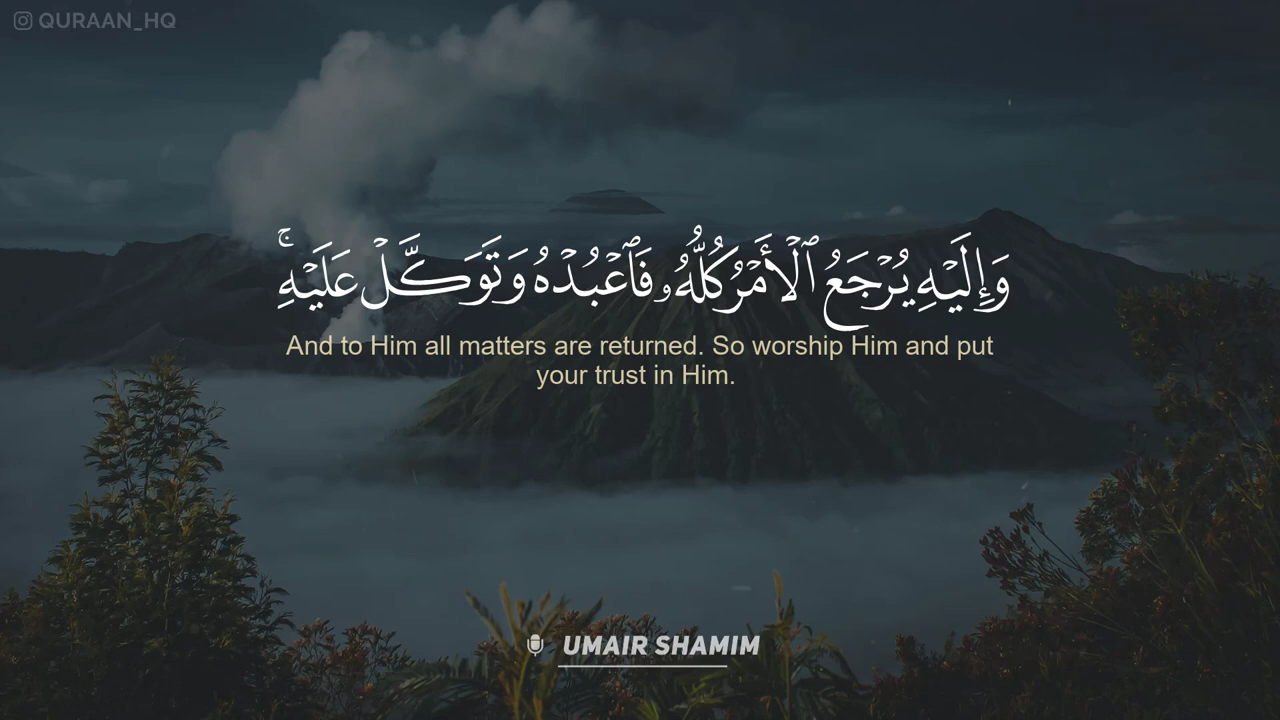 QURAAN_HQ
وَإِلَيْهِ يُرْجَعُ ٱلْأَمْرُ كُلُّهُۥ فَٱعْبُدْهُ وَتَوَكَّلْ عَلَيْهِ ۚ
And to Him all matters are returned. So worship Him and put
your trust in Him.
UMAIR SHAMIM